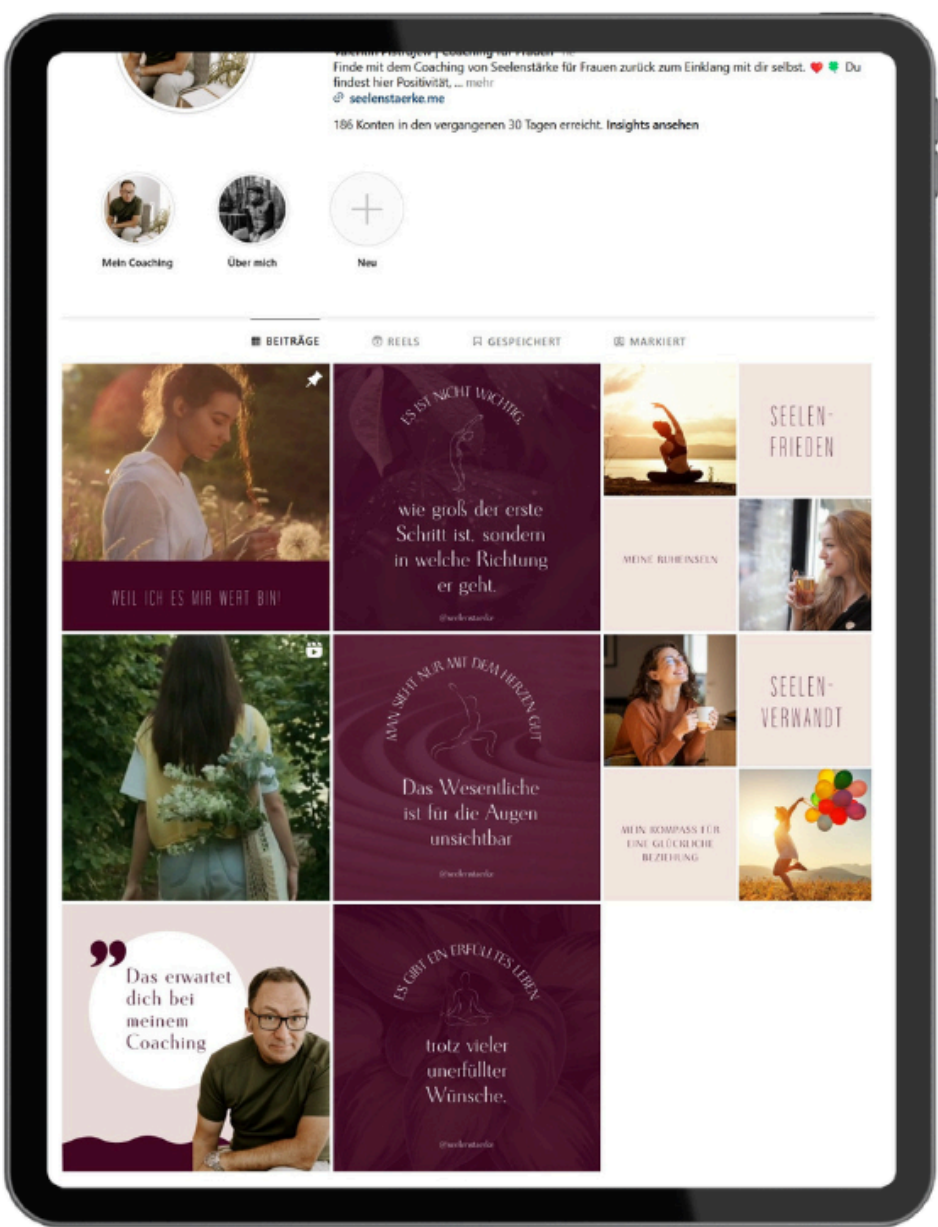 Valentin Pistrujew | Coaching für Frauen
Finde mit dem Coaching von Seelenstärke für Frauen zurück zum Einklang mit dir selbst. ❤️ 🍀 Du
findest hier Positivität, ... mehr
seelenstaerke.me
186 Konten in den vergangenen 30 Tagen erreicht. Insights ansehen
Mein Coaching
Über mich
Neu
BEITRÄGE
REELS
GESPEICHERT
MARKIERT
WEIL ICH ES MIR WERT BIN!
ES IST NICHT WICHTIG,
wie groß der erste
Schritt ist, sondern
in welche Richtung
er geht.
@seelenstaerke
SEELEN-
FRIEDEN
MEINE RUHEINSELN
MAN SIEHT NUR MIT DEM HERZEN GUT
Das Wesentliche
ist für die Augen
unsichtbar
@seelenstaerke
SEELEN-
VERWANDT
MEIN KOMPASS FÜR
EINE GLÜCKLICHE
BEZIEHUNG
Das erwartet
dich bei
meinem
Coaching
ES GIBT EIN ERFÜLLTES LEBEN
trotz vieler
unerfüllter
Wünsche.
@seelenstaerke